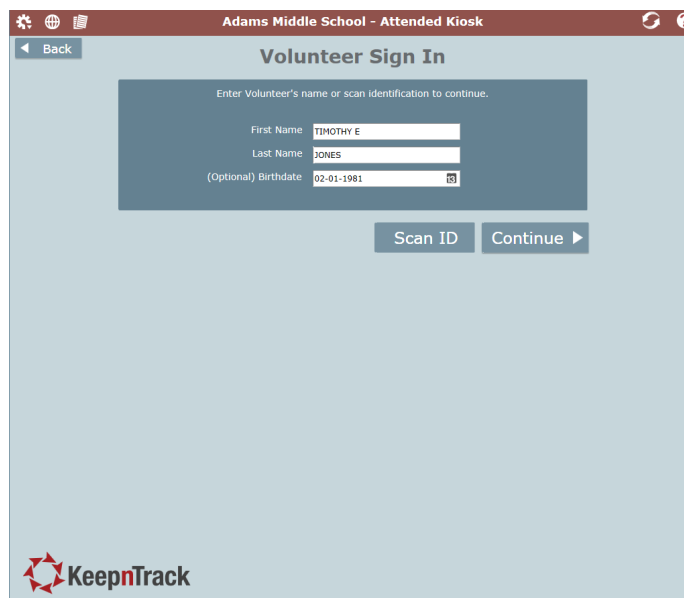 Adams Middle School - Attended Kiosk
Back
Volunteer Sign In
Enter Volunteer's name or scan identification to continue.
First Name TIMOTHY E
Last Name JONES
(Optional) Birthdate 02-01-1981 13
Scan ID Continue
KeepnTrack